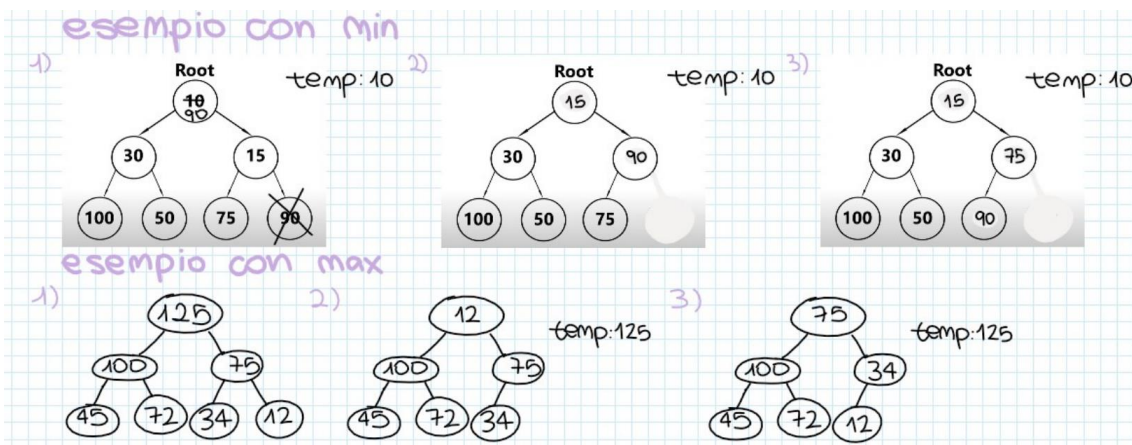 esempio con min
1) Root temp: 10 2) Root temp: 10 3) Root temp: 10
10 15 15
90
30 15 30 90 30 75
100 50 75 90 100 50 75 100 50 90
esempio con max
1) 2) 3)
125 12 temp: 125 75 temp: 125
100 75 100 75 100 34
45 72 34 12 45 72 34 45 72 12